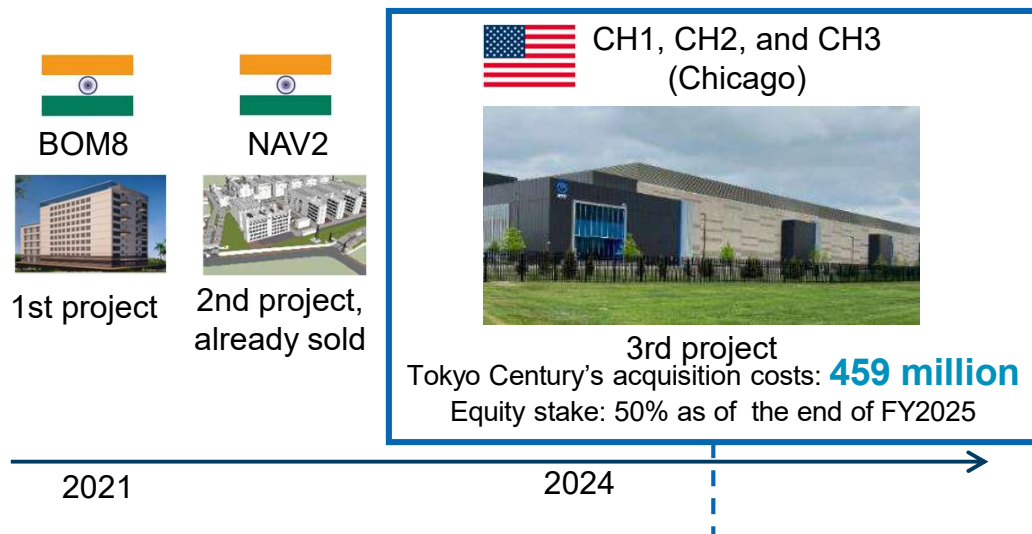 BOM8
1st project
NAV2
2nd project,
already sold
CH1, CH2, and CH3
(Chicago)
3rd project
Tokyo Century’s acquisition costs: 459 million
Equity stake: 50% as of the end of FY2025
2021
2024